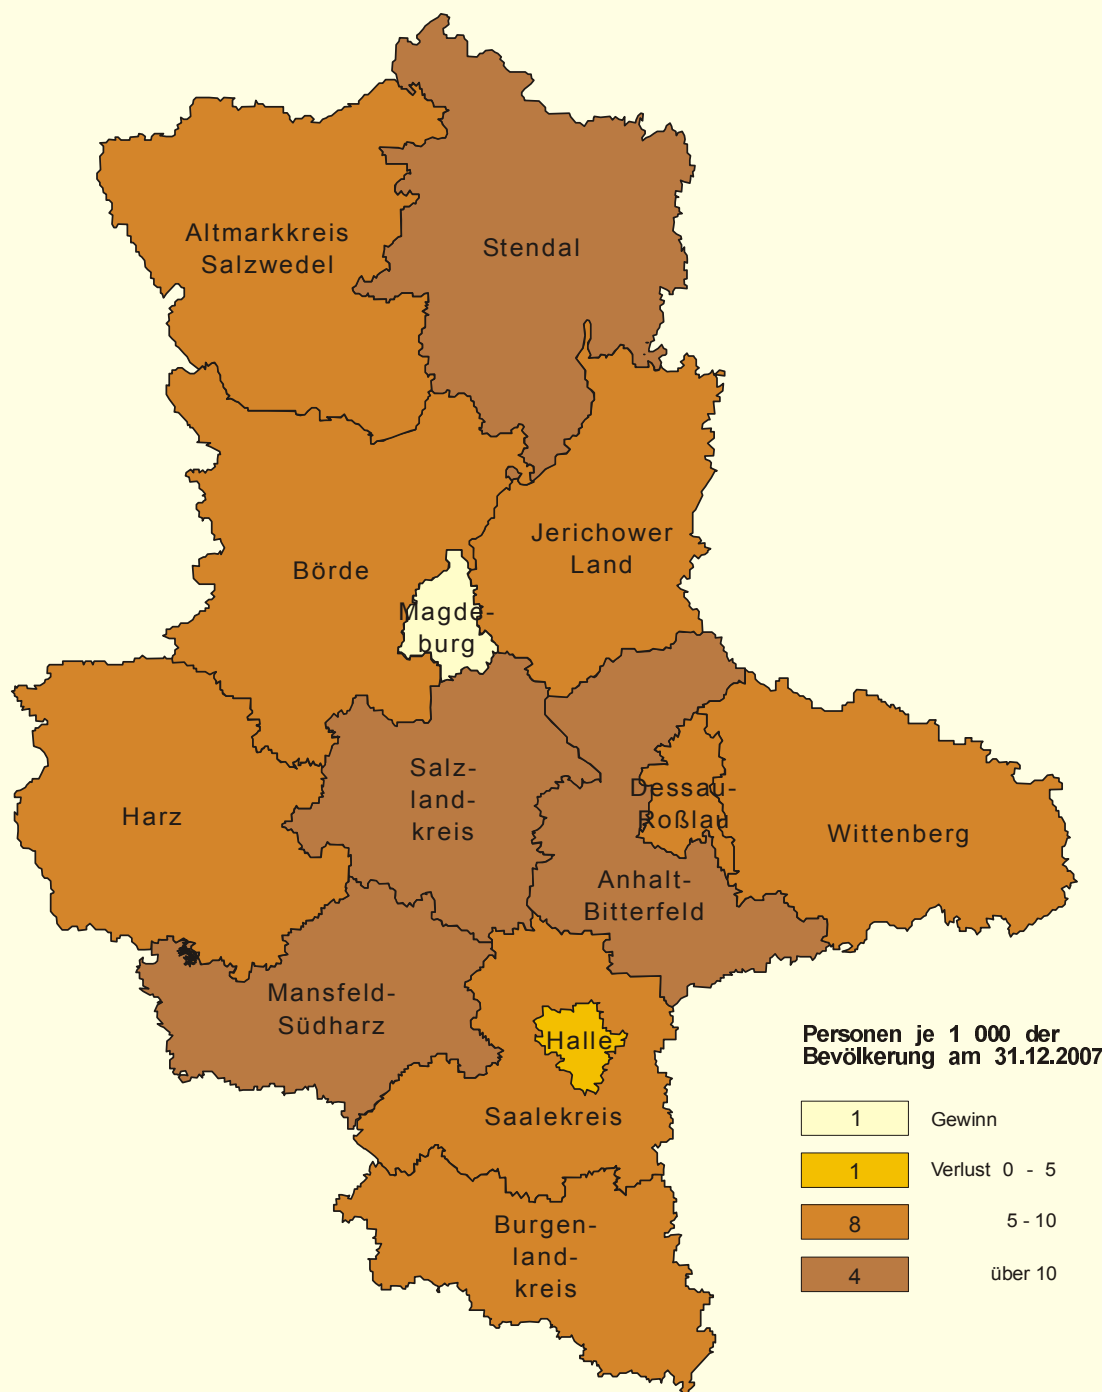 Altmarkkreis
Salzwedel
Stendal
Jerichower
Land
Börde
Magde-
burg
Salz-
land-
kreis
Harz
Dessau-
Roßlau
Wittenberg
Anhalt-
Bitterfeld
Mansfeld-
Südharz
Halle
Saalekreis
Burgen-
land-
kreis
Personen je 1 000 der
Bevölkerung am 31.12.2007
1 Gewinn
1 Verlust 0 - 5
8 5 - 10
4 über 10